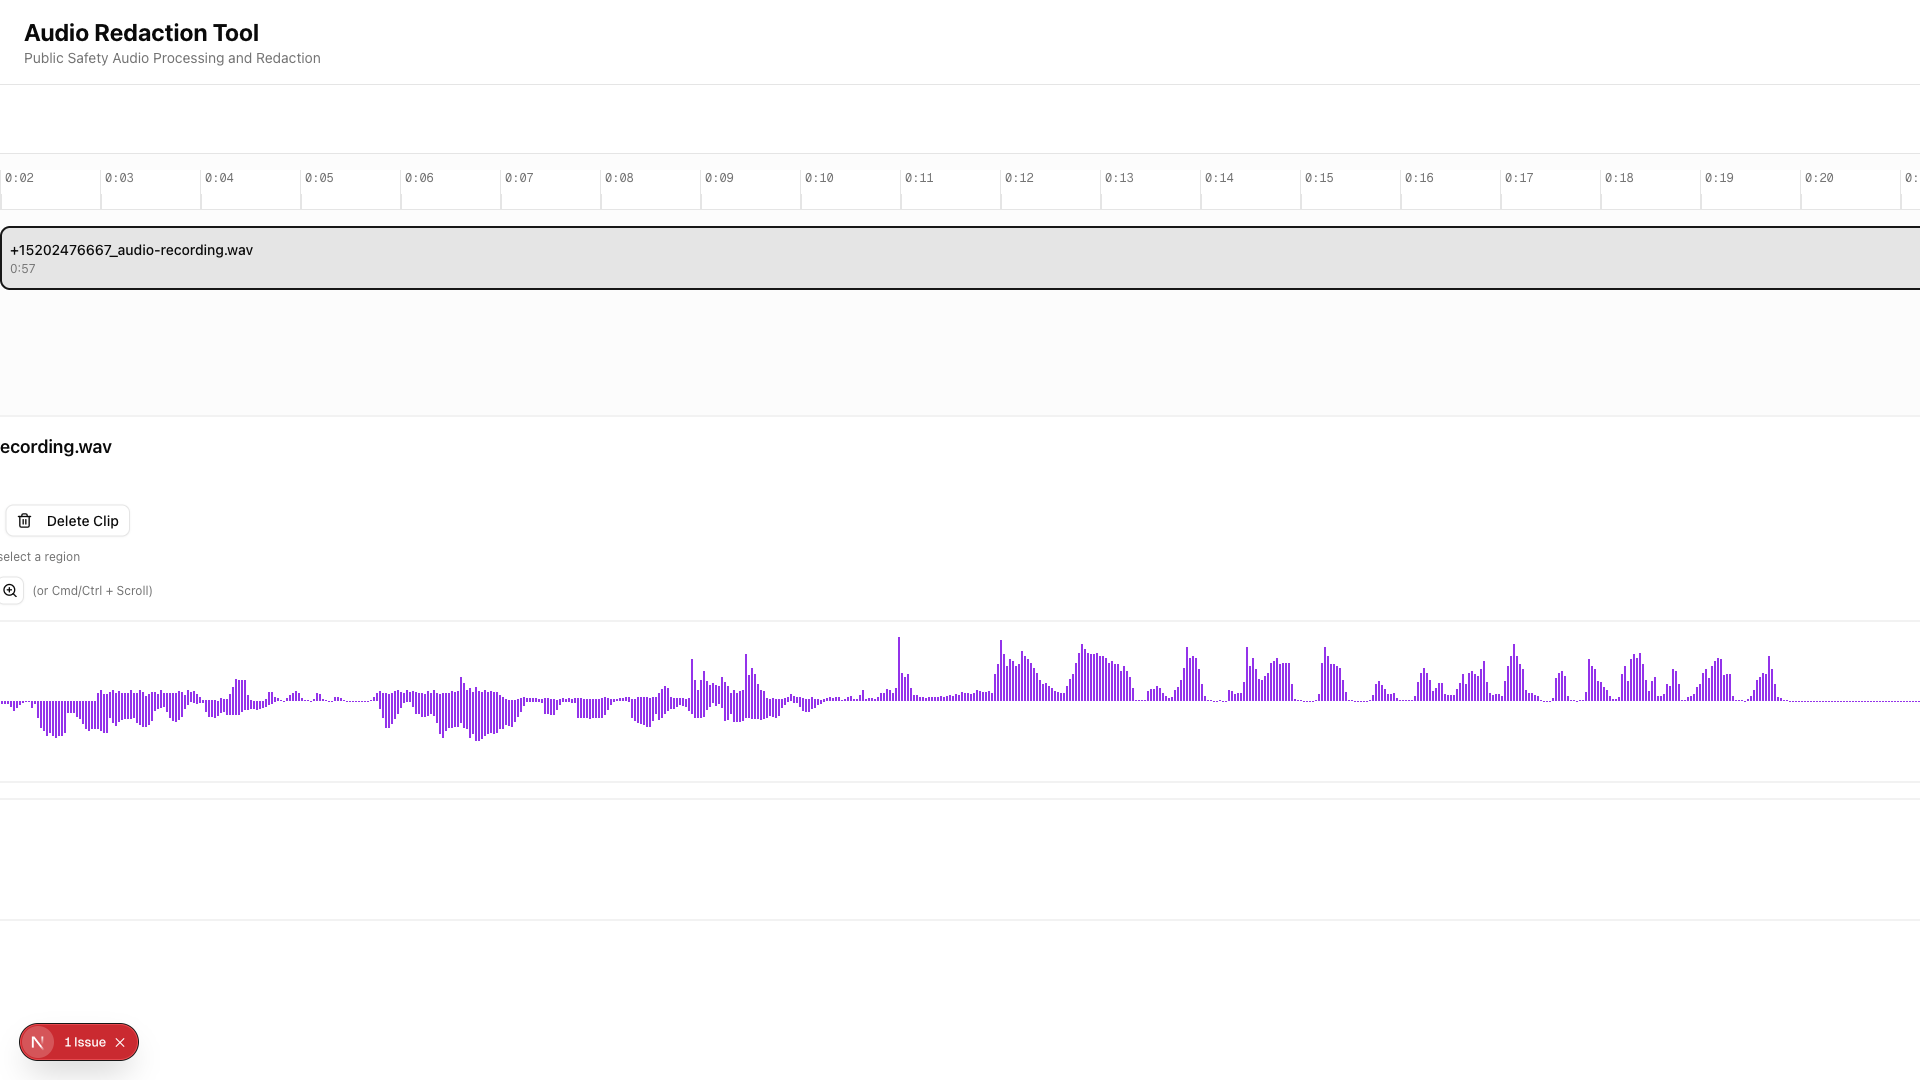 Audio Redaction Tool
Public Safety Audio Processing and Redaction
0:02 0:03 0:04 0:05 0:06 0:07 0:08 0:09 0:10 0:11 0:12 0:13 0:14 0:15 0:16 0:17 0:18 0:19 0:20 0:
+15202476667_audio-recording.wav
0:57
ecording.wav
Delete Clip
select a region
(or Cmd/Ctrl + Scroll)
N 1 Issue